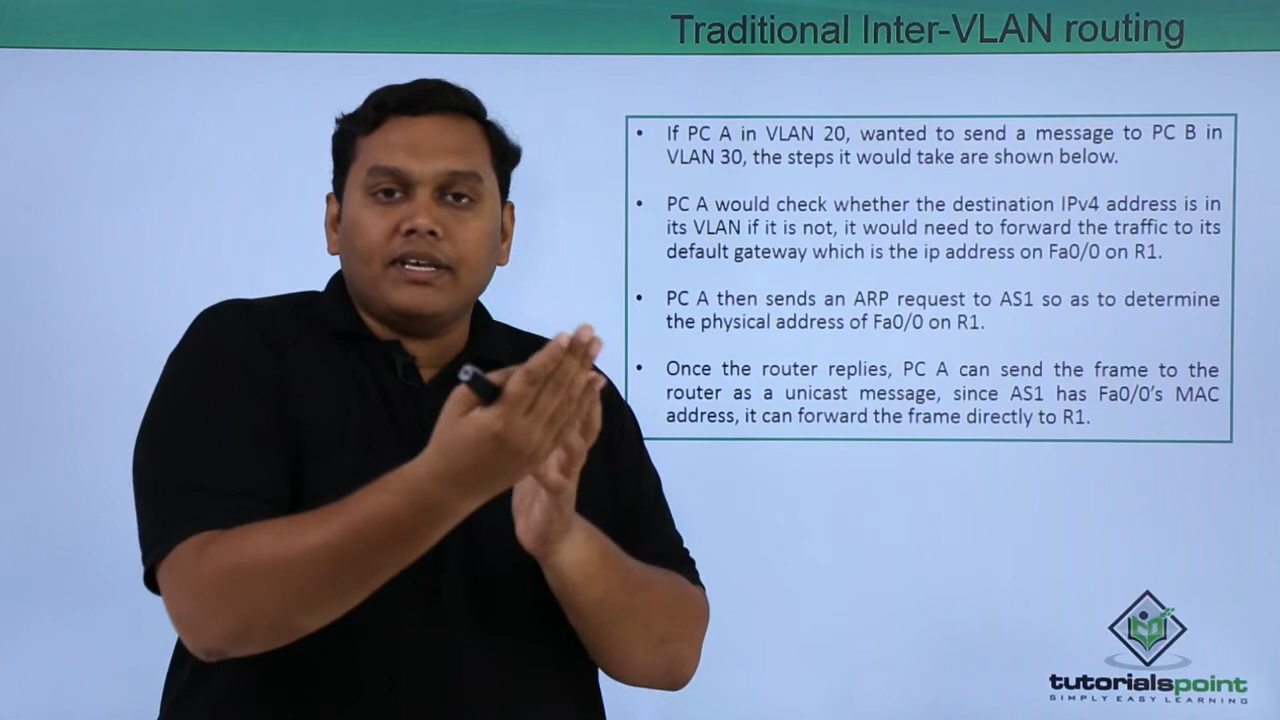 Traditional Inter-VLAN routing
• If PC A in VLAN 20, wanted to send a message to PC B in
VLAN 30, the steps it would take are shown below.
• PC A would check whether the destination IPv4 address is in
its VLAN if it is not, it would need to forward the traffic to its
default gateway which is the ip address on Fa0/0 on R1.
• PC A then sends an ARP request to AS1 so as to determine
the physical address of Fa0/0 on R1.
• Once the router replies, PC A can send the frame to the
router as a unicast message, since AS1 has Fa0/0's MAC
address, it can forward the frame directly to R1.
tutorialspoint
SIMPLY EASY LEARNING